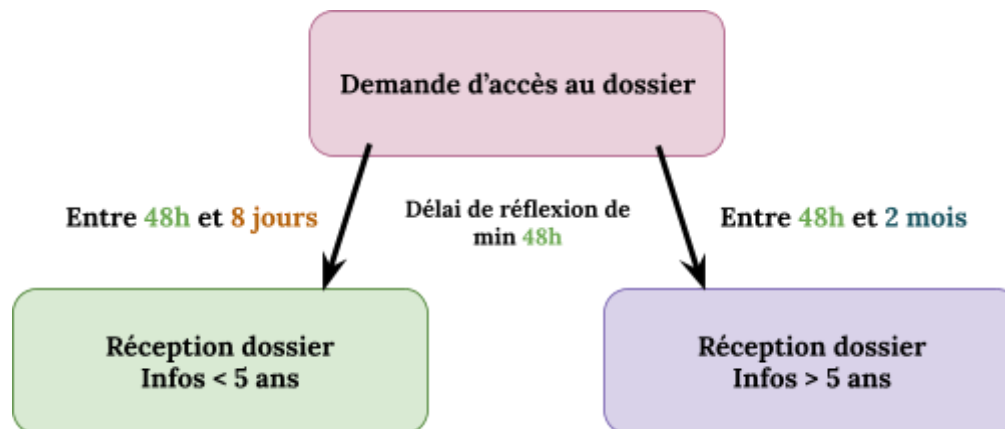 Demande d'accès au dossier
Entre 48h et 8 jours
Délai de réflexion de
min 48h
Entre 48h et 2 mois
Réception dossier
Infos < 5 ans
Réception dossier
Infos > 5 ans